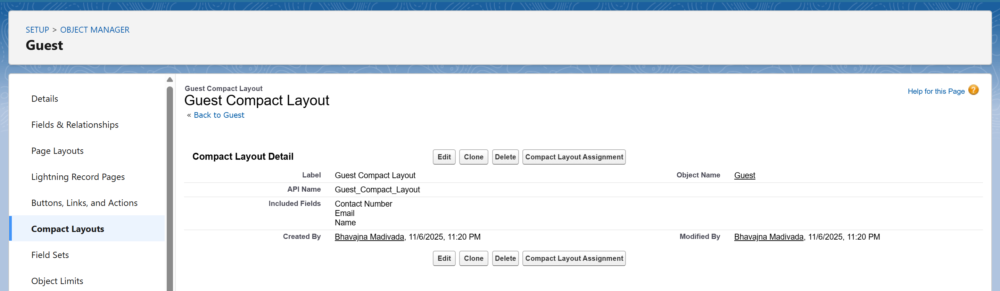 SETUP > OBJECT MANAGER
Guest
Details
Fields & Relationships
Page Layouts
Lightning Record Pages
Buttons, Links, and Actions
Compact Layouts
Field Sets
Object Limits
Guest Compact Layout
Guest Compact Layout
« Back to Guest
Help for this Page ?
Compact Layout Detail Edit Clone Delete Compact Layout Assignment
Label Guest Compact Layout Object Name Guest
API Name Guest_Compact_Layout
Included Fields Contact Number
Email
Name
Created By Bhavajna Madivada, 11/6/2025, 11:20 PM Modified By Bhavajna Madivada, 11/6/2025, 11:20 PM
Edit Clone Delete Compact Layout Assignment